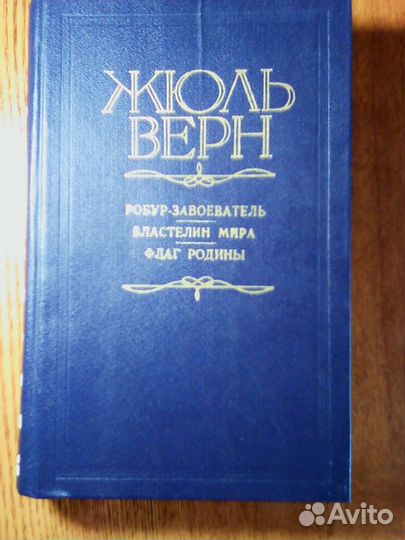 ЖЮЛЬ
ВЕРН
РОБУР-ЗАВОЕВАТЕЛЬ
ВЛАСТЕЛИН МИРА
ФЛАГ РОДИНЫ
Avito